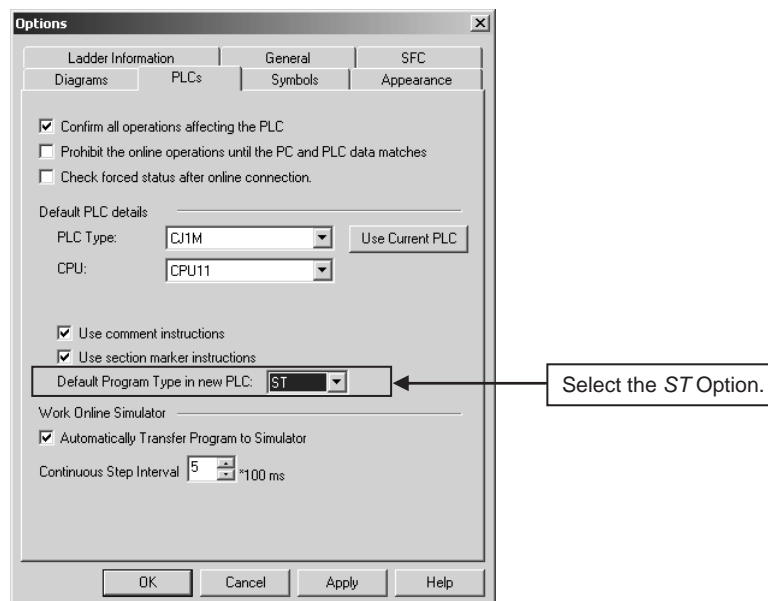 Options
Ladder Information General SFC
Diagrams PLCs Symbols Appearance
Confirm all operations affecting the PLC
Prohibit the online operations until the PC and PLC data matches
Check forced status after online connection.
Default PLC details
PLC Type: CJ1M Use Current PLC
CPU: CPU11
Use comment instructions
Use section marker instructions
Default Program Type in new PLC: ST
Select the ST Option.
Work Online Simulator
Automatically Transfer Program to Simulator
Continuous Step Interval 5 *100 ms
OK Cancel Apply Help